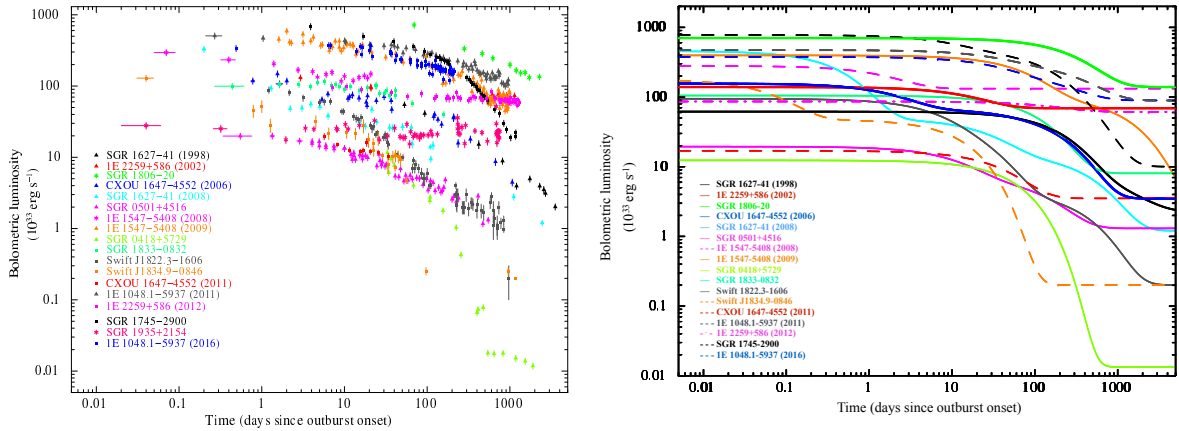 1000
100
10
1
0.1
0.01
Bolometric luminosity
(10³³ erg s⁻¹)
SGR 1627−41 (1998)
1E 2259+586 (2002)
SGR 1806-20
CXOU 1647-4552 (2006)
SGR 1627−41 (2008)
SGR 0501+4516
1E 1547−5408 (2008)
1E 1547−5408 (2009)
SGR 0418+5729
SGR 1833-0832
Swift J1822.3-1606
Swift J1834.9-0846
CXOU 1647-4552 (2011)
1E 1048.1-5937 (2011)
1E 2259+586 (2012)
SGR 1745-2900
SGR 1935+2154
1E 1048.1-5937 (2016)
0.01 0.1 1 10 100 1000
Time (days since outburst onset)
1000
100
10
1
0.1
0.01
Bolometric luminosity
(10³³ erg s⁻¹)
SGR 1627-41 (1998)
1E 2259+586 (2002)
SGR 1806-20
CXOU 1647-4552 (2006)
SGR 1627-41 (2008)
SGR 0501+4516
1E 1547-5408 (2008)
1E 1547-5408 (2009)
SGR 0418+5729
SGR 1833-0832
Swift 1822.3-1606
Swift J1834.9-0846
CXOU 1647-4552 (2011)
1E 1048.1-5937 (2011)
1E 2259+586 (2012)
SGR 1745-2900
1E 1048.1-5937 (2016)
0.01 0.1 1 10 100 1000
Time (days since outburst onset)